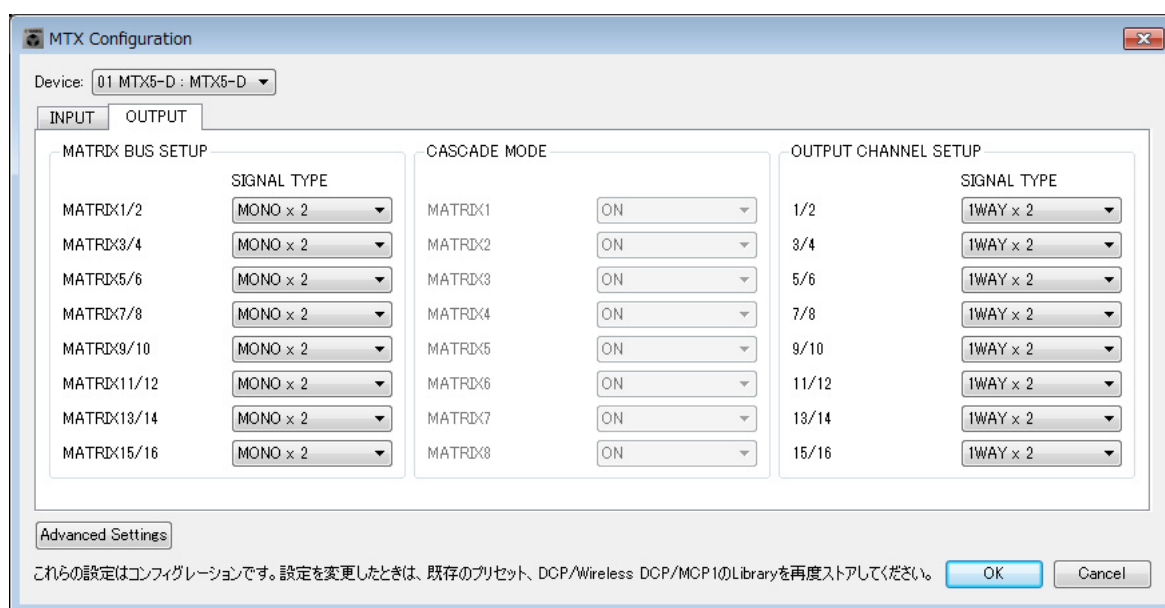 MTX Configuration
Device: 01 MTX5-D : MTX5-D
INPUT OUTPUT
MATRIX BUS SETUP CASCADE MODE OUTPUT CHANNEL SETUP
SIGNAL TYPE SIGNAL TYPE
MATRIX1/2 MONO x 2 MATRIX1 ON 1/2 1WAY x 2
MATRIX3/4 MONO x 2 MATRIX2 ON 3/4 1WAY x 2
MATRIX5/6 MONO x 2 MATRIX3 ON 5/6 1WAY x 2
MATRIX7/8 MONO x 2 MATRIX4 ON 7/8 1WAY x 2
MATRIX9/10 MONO x 2 MATRIX5 ON 9/10 1WAY x 2
MATRIX11/12 MONO x 2 MATRIX6 ON 11/12 1WAY x 2
MATRIX13/14 MONO x 2 MATRIX7 ON 13/14 1WAY x 2
MATRIX15/16 MONO x 2 MATRIX8 ON 15/16 1WAY x 2
Advanced Settings
これらの設定はコンフィグレーションです。設定を変更したときは、既存のプリセット、DCP/Wireless DCP/MCP1のLibraryを再度ストアしてください。 OK Cancel